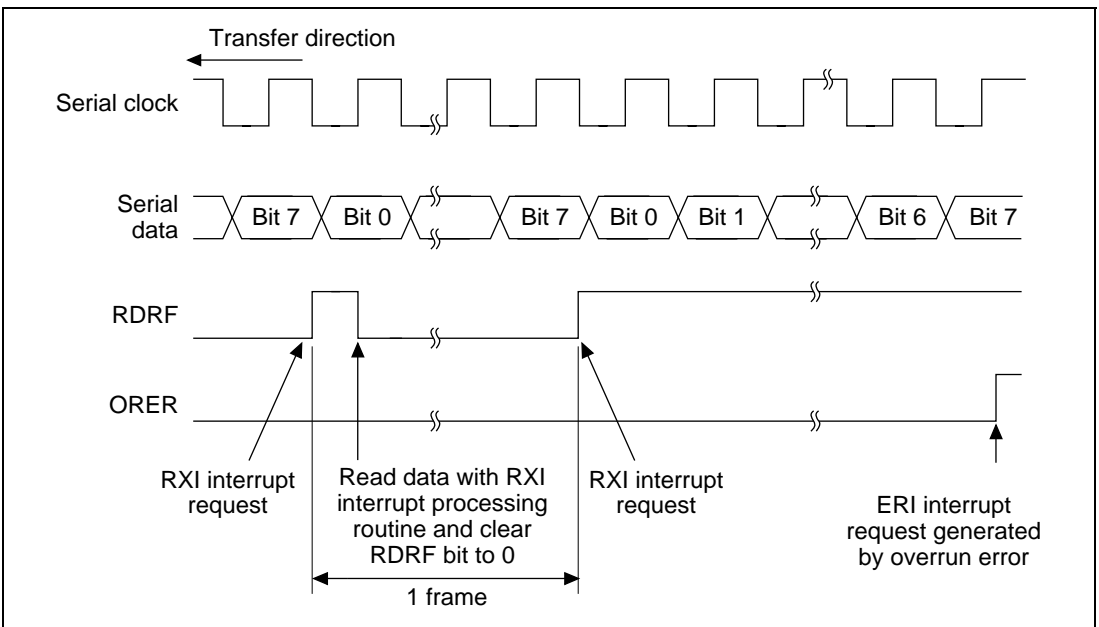 Transfer direction
Serial clock
Serial
data
Bit 7
Bit 0
Bit 7
Bit 0
Bit 1
Bit 6
Bit 7
RDRF
ORER
RXI interrupt
request
Read data with RXI
interrupt processing
routine and clear
RDRF bit to 0
RXI interrupt
request
ERI interrupt
request generated
by overrun error
1 frame